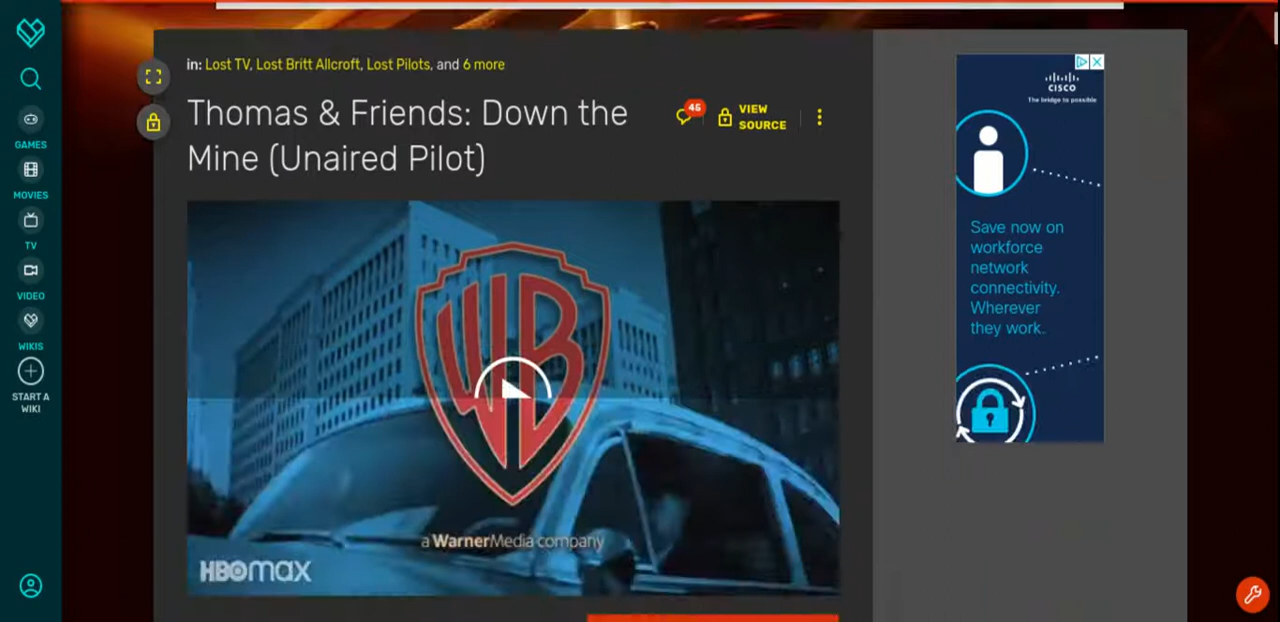 in: Lost TV, Lost Britt Allcroft, Lost Pilots, and 6 more
Thomas & Friends: Down the
Mine (Unaired Pilot)
46
VIEW
SOURCE
GAMES
MOVIES
TV
VIDEO
WIKIS
START A
WIKI
WB
a WarnerMedia company
HBOmax
CISCO
The bridge to possible
Save now on
workforce
network
connectivity.
Wherever
they work.